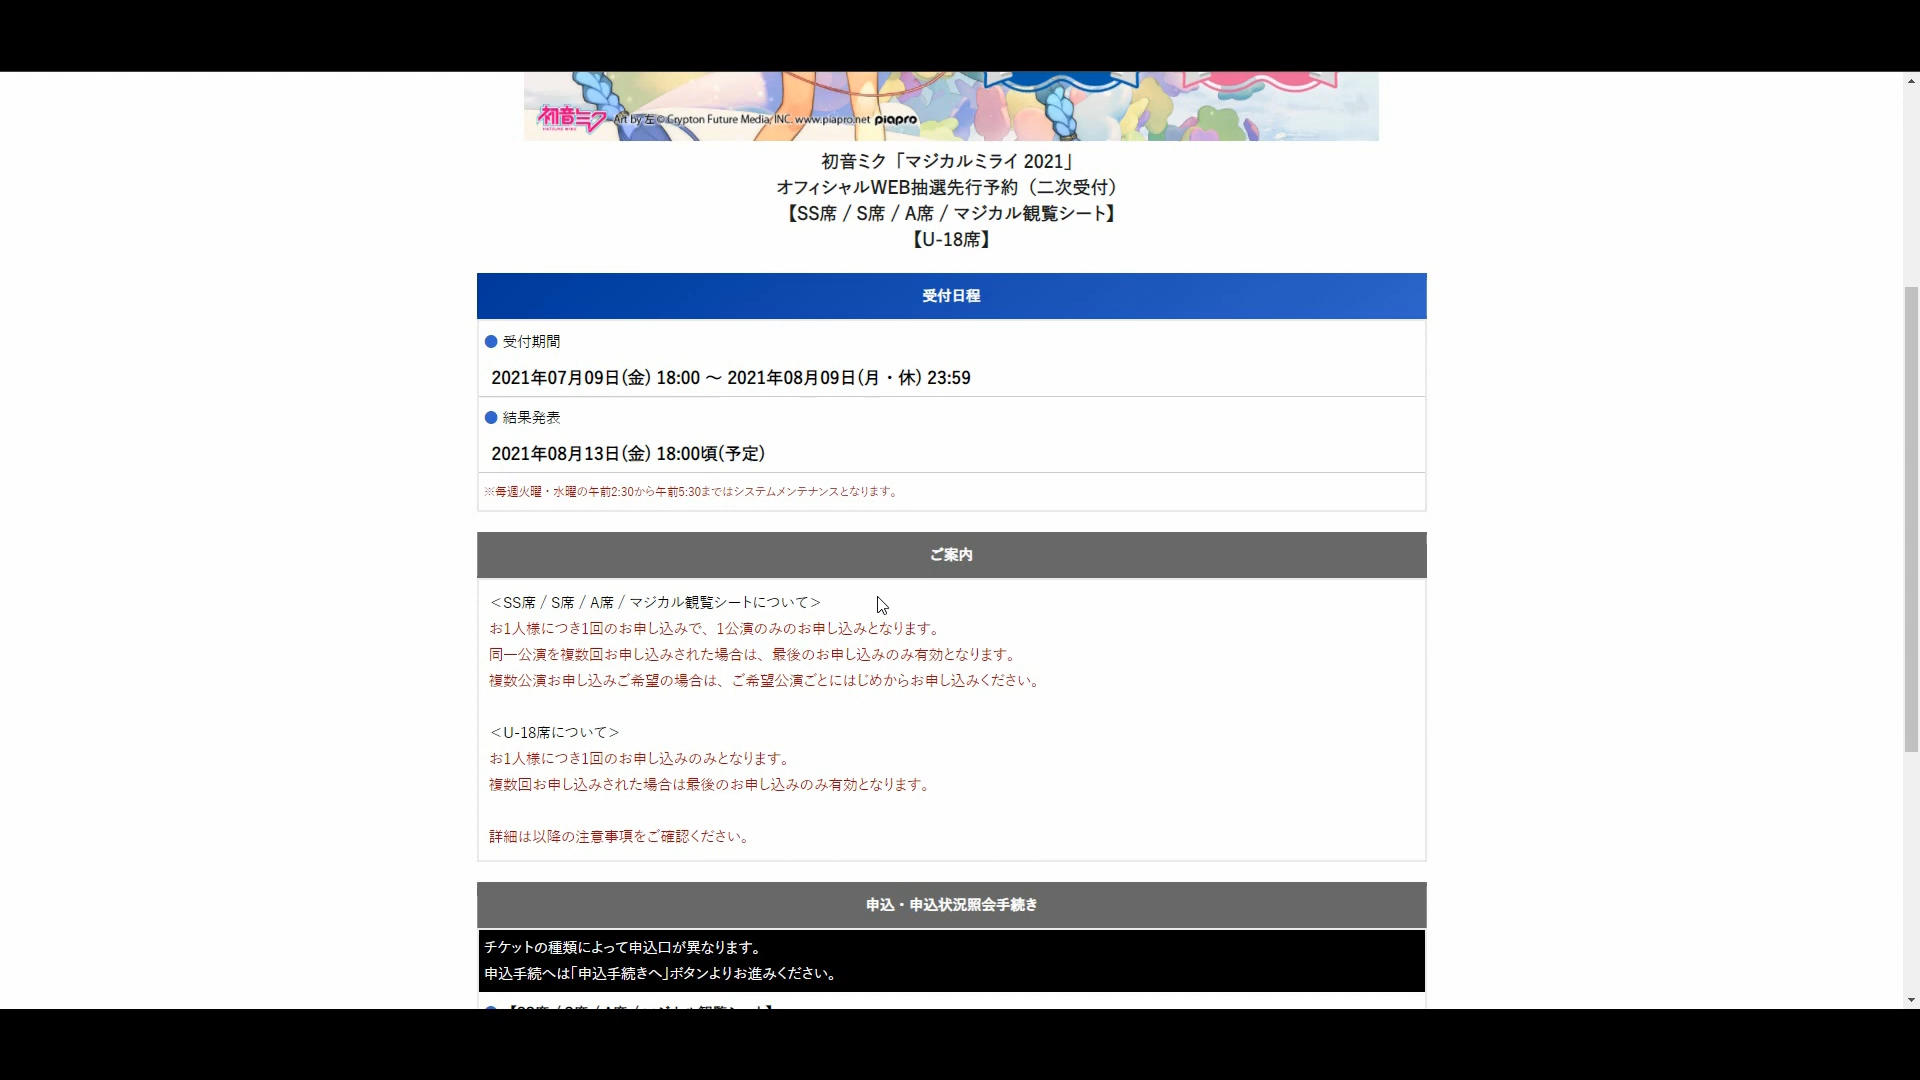 初音ミク
HATSUNE MIKU
Art by 左 © Crypton Future Media, INC. www.piapro.net piapro
初音ミク「マジカルミライ 2021」
オフィシャルWEB抽選先行予約（二次受付）
【SS席 / S席 / A席 / マジカル観覧シート】
【U-18席】
受付日程
受付期間
2021年07月09日(金) 18:00 ～ 2021年08月09日(月・休) 23:59
結果発表
2021年08月13日(金) 18:00頃(予定)
※毎週火曜・水曜の午前2:30から午前5:30まではシステムメンテナンスとなります。
ご案内
＜SS席 / S席 / A席 / マジカル観覧シートについて＞
お1人様につき1回のお申し込みで、1公演のみのお申し込みとなります。
同一公演を複数回お申し込みされた場合は、最後のお申し込みのみ有効となります。
複数公演お申し込みご希望の場合は、ご希望公演ごとにはじめからお申し込みください。
＜U-18席について＞
お1人様につき1回のお申し込みのみとなります。
複数回お申し込みされた場合は最後のお申し込みのみ有効となります。
詳細は以降の注意事項をご確認ください。
申込・申込状況照会手続き
チケットの種類によって申込口が異なります。
申込手続へは「申込手続きへ」ボタンよりお進みください。
【SS席 / S席 / A席 / マジカル観覧シート】